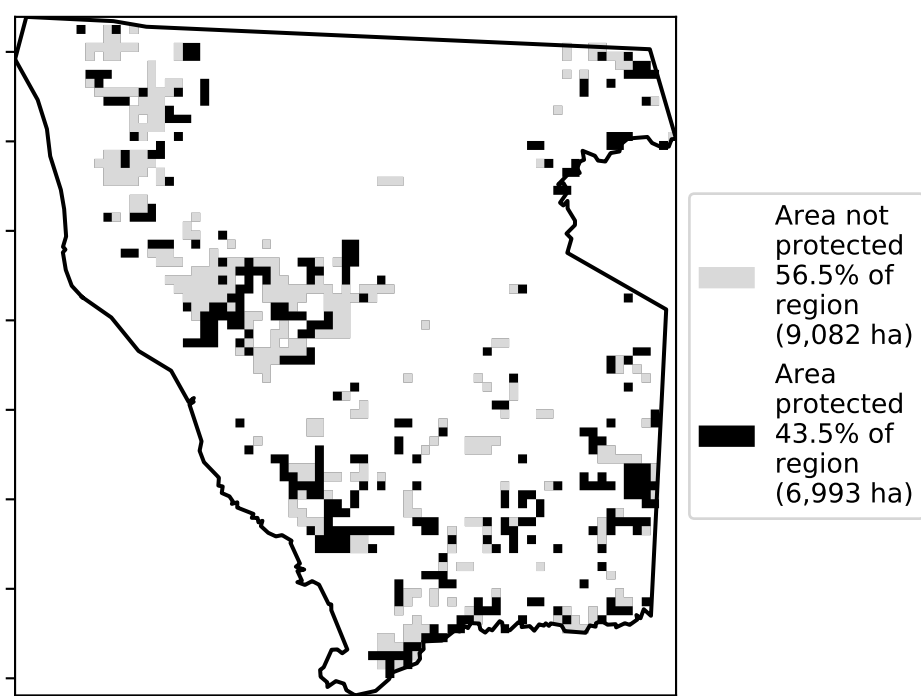 Area not
protected
56.5% of
region
(9,082 ha)
Area
protected
43.5% of
region
(6,993 ha)